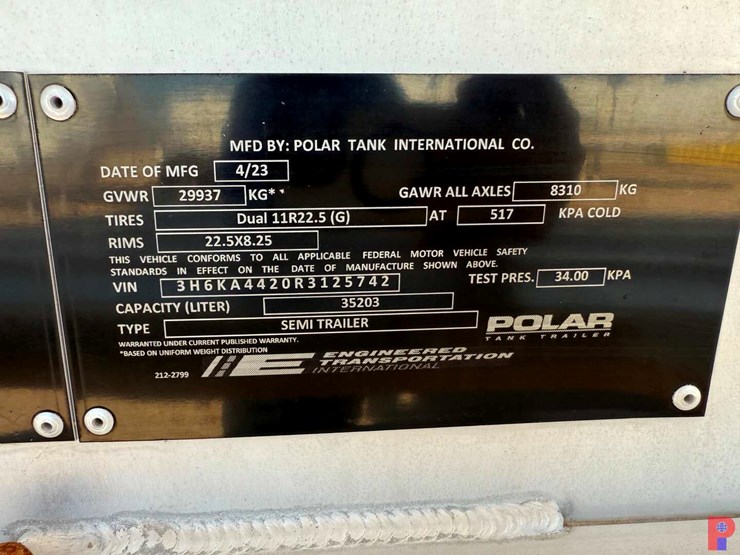 MFD BY: POLAR TANK INTERNATIONAL CO.
DATE OF MFG 4/23
GVWR 29937 KG* GAWR ALL AXLES 8310 KG
TIRES Dual 11R22.5 (G) AT 517 KPA COLD
RIMS 22.5X8.25
THIS VEHICLE CONFORMS TO ALL APPLICABLE FEDERAL MOTOR VEHICLE SAFETY
STANDARDS IN EFFECT ON THE DATE OF MANUFACTURE SHOWN ABOVE.
VIN 3H6KA4420R3125742 TEST PRES. 34.00 KPA
CAPACITY (LITER) 35203
TYPE SEMI TRAILER POLAR
TANK TRAILER
WARRANTED UNDER CURRENT PUBLISHED WARRANTY.
*BASED ON UNIFORM WEIGHT DISTRIBUTION
212-2799
ENGINEERED
TRANSPORTATION
INTERNATIONAL